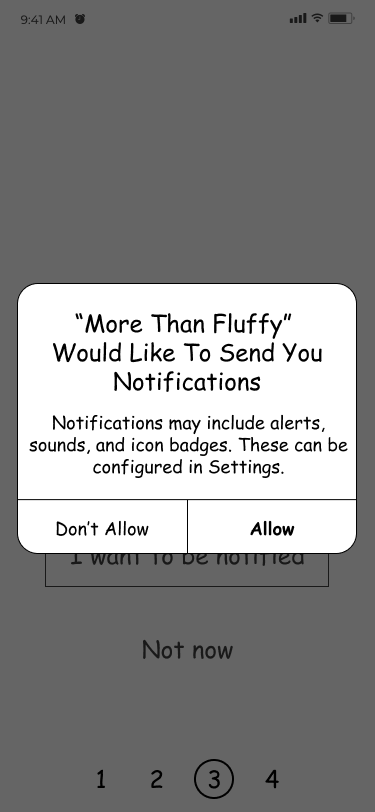 9:41 AM
“More Than Fluffy”
Would Like To Send You
Notifications
Notifications may include alerts,
sounds, and icon badges. These can be
configured in Settings.
Don’t Allow
Allow
I want to be notified
Not now
1 2 3 4